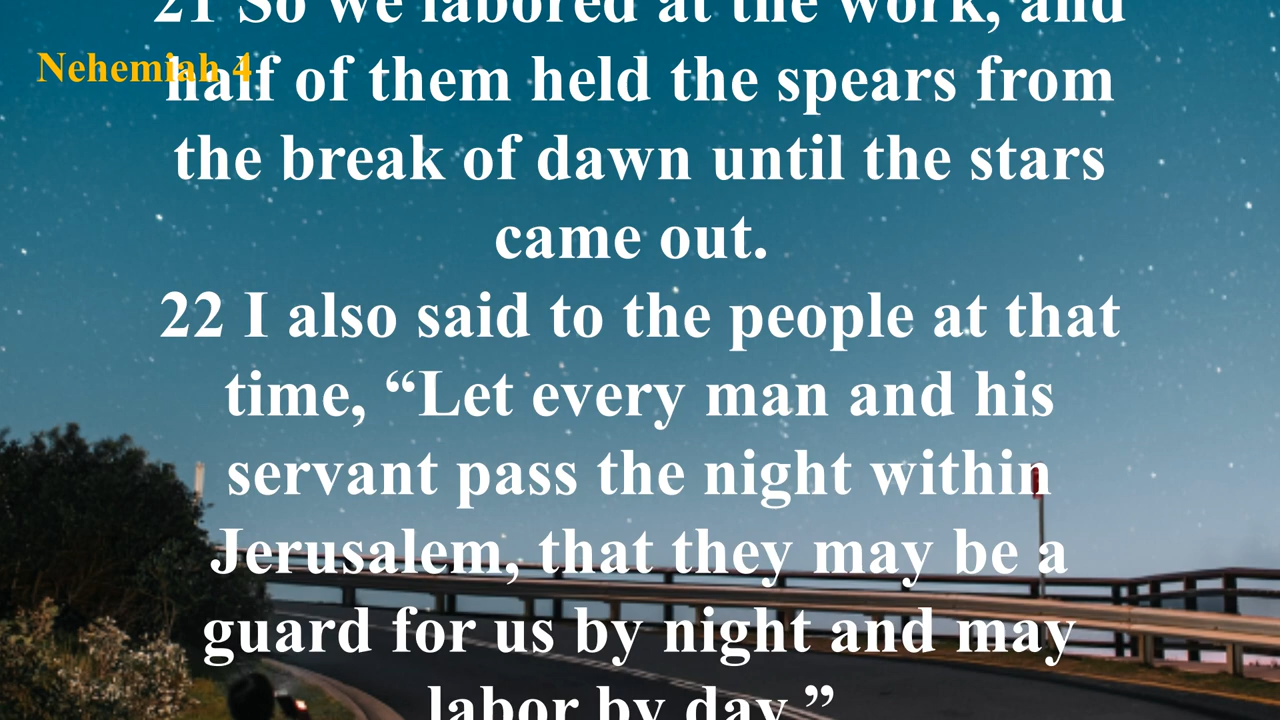 21 So we labored at the work, and
Nehemiah 4
half of them held the spears from
the break of dawn until the stars
came out.
22 I also said to the people at that
time, “Let every man and his
servant pass the night within
Jerusalem, that they may be a
guard for us by night and may
labor by day.”